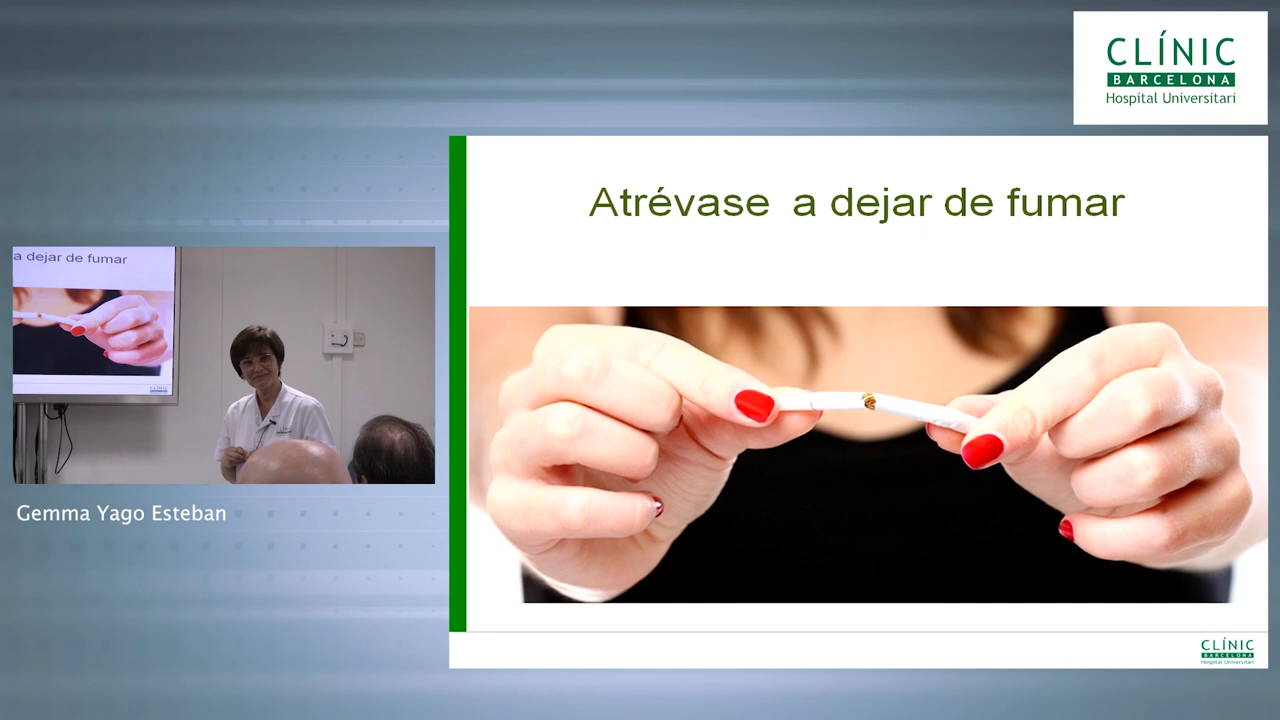 CLÍNIC
BARCELONA
Hospital Universitari
Atrévase a dejar de fumar
a dejar de fumar
Gemma Yago Esteban
CLÍNIC
BARCELONA
Hospital Universitari